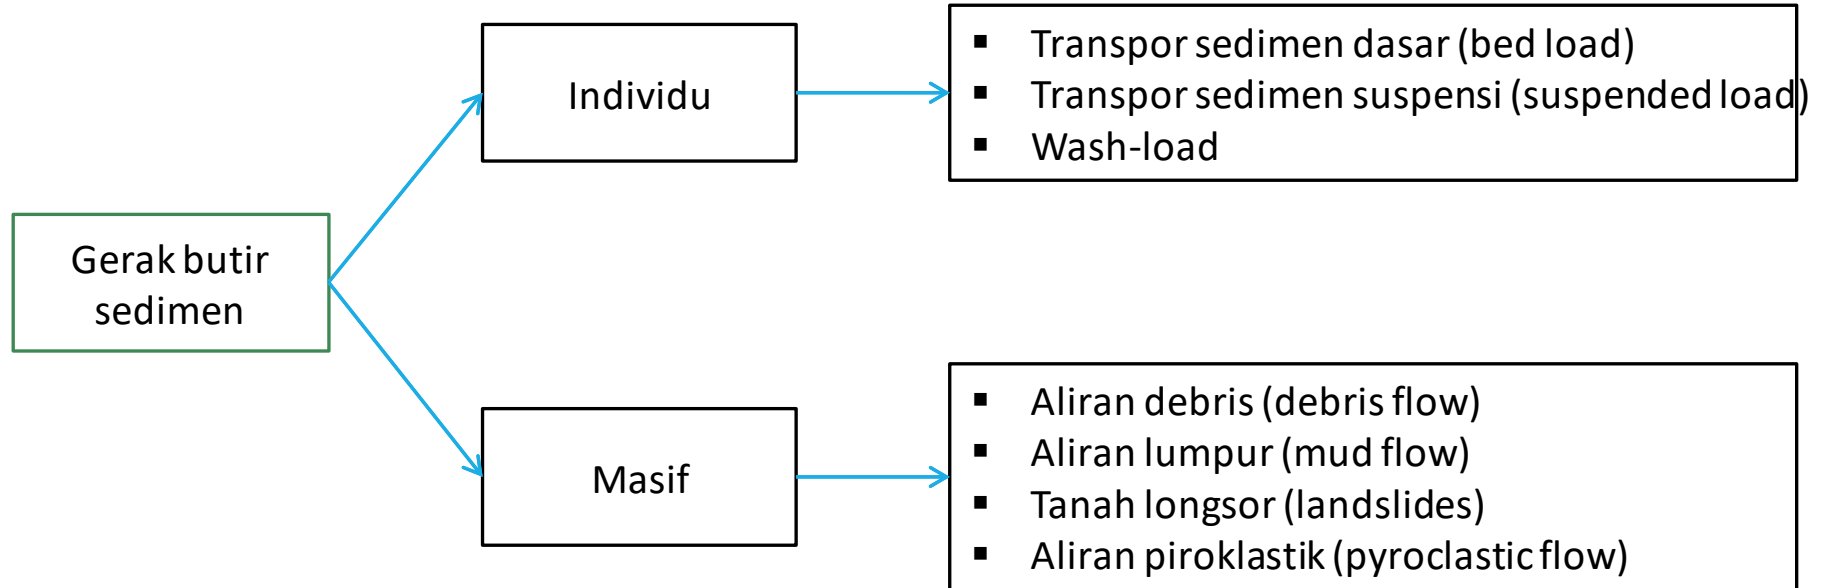 Gerak butir
sedimen
Individu
▪ Transpor sedimen dasar (bed load)
▪ Transpor sedimen suspensi (suspended load)
▪ Wash-load
Masif
▪ Aliran debris (debris flow)
▪ Aliran lumpur (mud flow)
▪ Tanah longsor (landslides)
▪ Aliran piroklastik (pyroclastic flow)